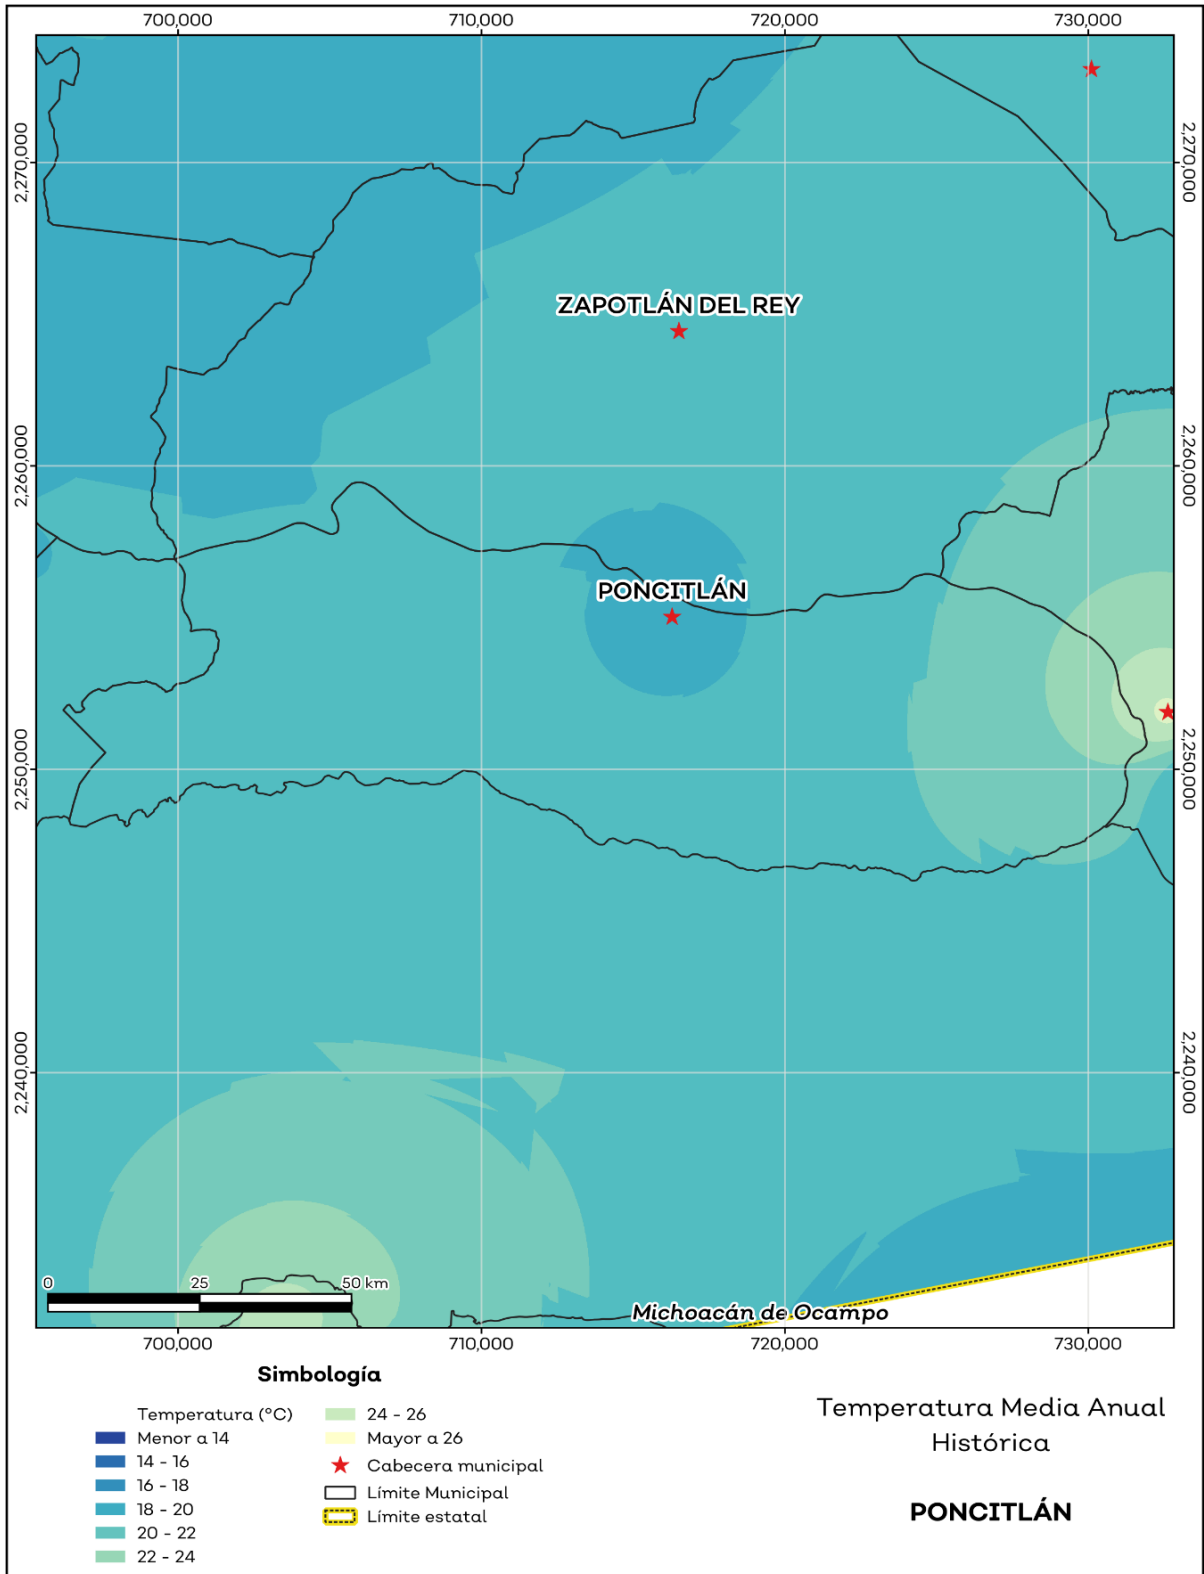 700,000 710,000 720,000 730,000
2,270,000 2,270,000
ZAPOTLÁN DEL REY
2,260,000 2,260,000
PONCITLÁN
2,250,000 2,250,000
2,240,000 2,240,000
0 25 50 km
Michoacán de Ocampo
700,000 710,000 720,000 730,000
Simbología
Temperatura (°C)
Menor a 14
14 - 16
16 - 18
18 - 20
20 - 22
22 - 24
24 - 26
Mayor a 26
Cabecera municipal
Límite Municipal
Límite estatal
Temperatura Media Anual
Histórica
PONCITLÁN